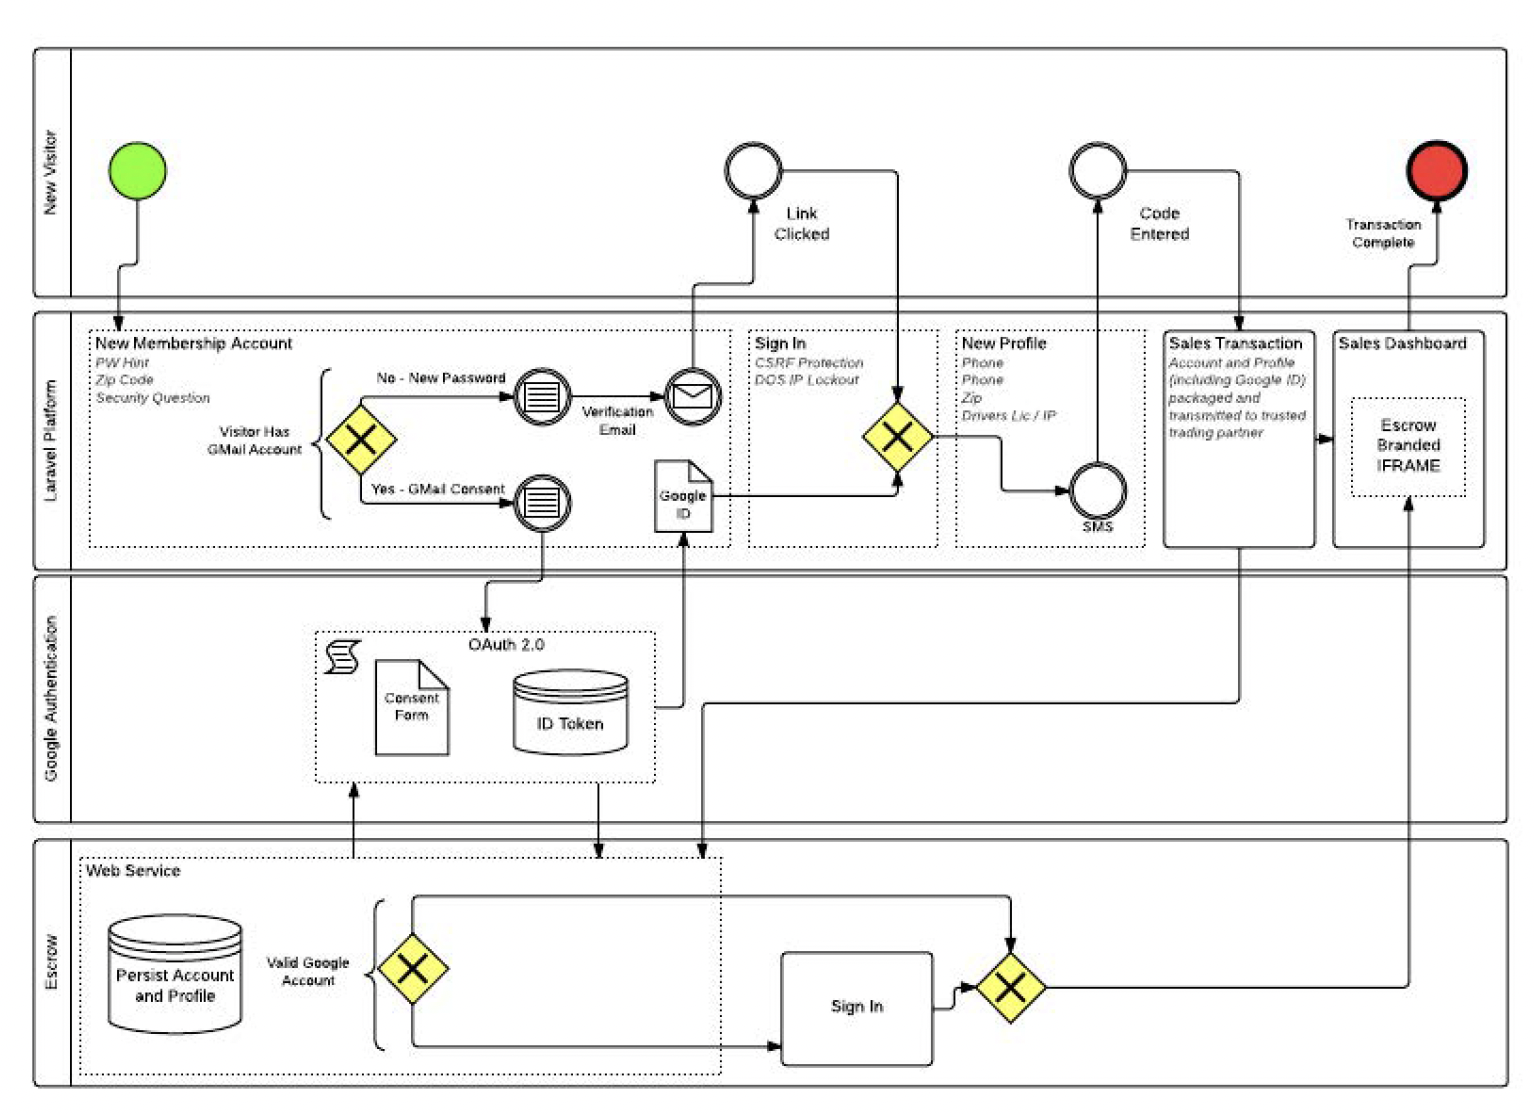 New Visitor
Link
Clicked
Code
Entered
Transaction
Complete
Laravel Platform
New Membership Account
PW Hint
Zip Code
Security Question
Visitor Has
GMail Account
No - New Password
Verification
Email
Yes - GMail Consent
Google
ID
Sign In
CSRF Protection
DOS IP Lockout
New Profile
Phone
Phone
Zip
Drivers Lic / IP
SMS
Sales Transaction
Account and Profile
(including Google ID)
packaged and
transmitted to trusted
trading partner
Sales Dashboard
Escrow
Branded
IFRAME
Google Authentication
OAuth 2.0
Consent
Form
ID Token
Escrow
Web Service
Persist Account
and Profile
Valid Google
Account
Sign In